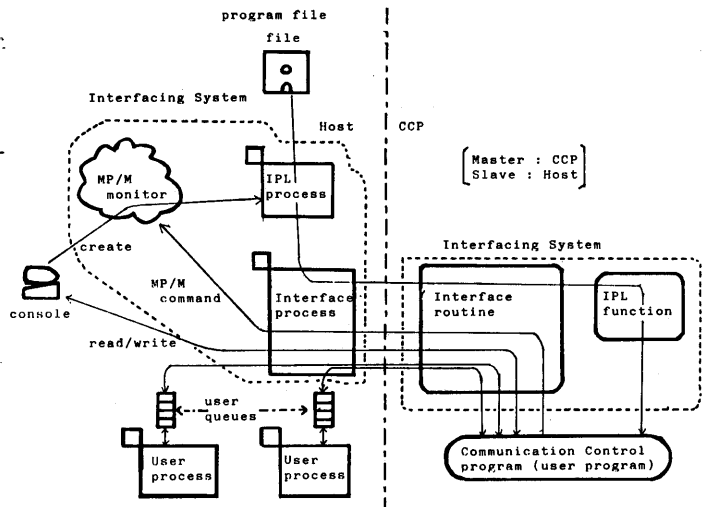 program file
file
Interfacing System
Host
CCP
Master : CCP
Slave : Host
MP/M
monitor
IPL
process
create
Interfacing System
MP/M
command
Interface
process
Interface
routine
IPL
function
console
read/write
user
queues
User
process
User
process
Communication Control
program (user program)